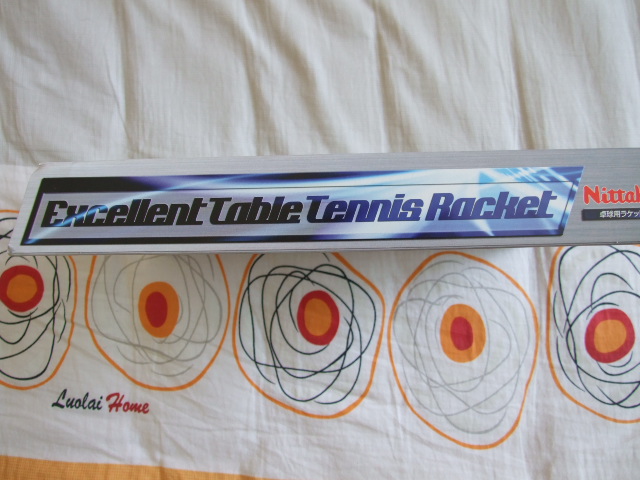 Excellent Table Tennis Racket
Nittak
卓球用ラケッ
Luolai Home